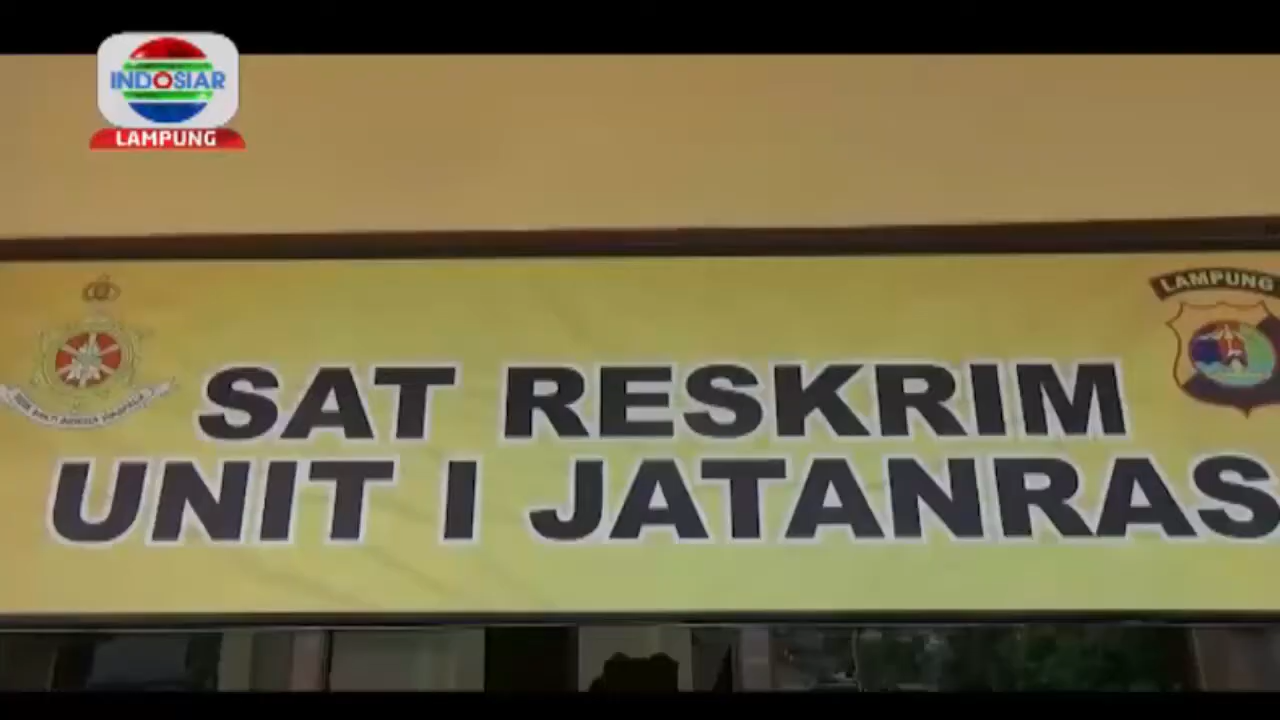 INDOSIAR
LAMPUNG
LAMPUNG
SAT RESKRIM
UNIT I JATANRAS